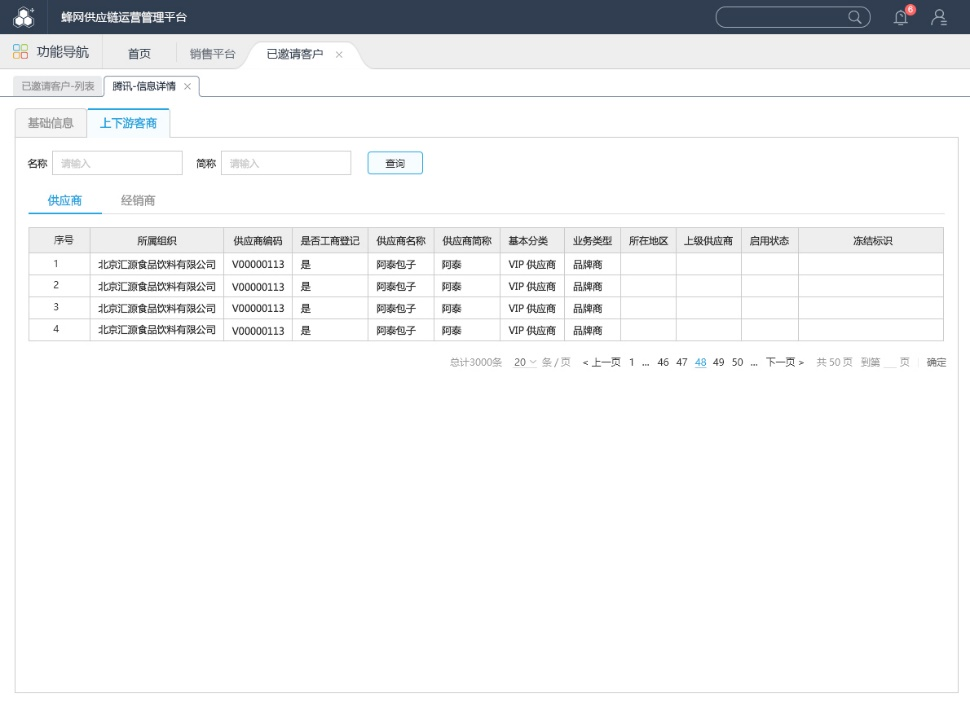 蜂网供应链运营管理平台
6
功能导航 首页 销售平台 已邀请客户 ×
已邀请客户-列表 腾讯-信息详情 ×
基础信息 上下游客商
名称 请输入 简称 请输入 查询
供应商 经销商
序号 所属组织 供应商编码 是否工商登记 供应商名称 供应商简称 基本分类 业务类型 所在地区 上级供应商 启用状态 冻结标识
1 北京汇源食品饮料有限公司 V00000113 是 阿泰包子 阿泰 VIP 供应商 品牌商
2 北京汇源食品饮料有限公司 V00000113 是 阿泰包子 阿泰 VIP 供应商 品牌商
3 北京汇源食品饮料有限公司 V00000113 是 阿泰包子 阿泰 VIP 供应商 品牌商
4 北京汇源食品饮料有限公司 V00000113 是 阿泰包子 阿泰 VIP 供应商 品牌商
总计3000条 20 条 / 页 < 上一页 1 ... 46 47 48 49 50 ... 下一页 > 共 50 页 到第 __ 页 确定